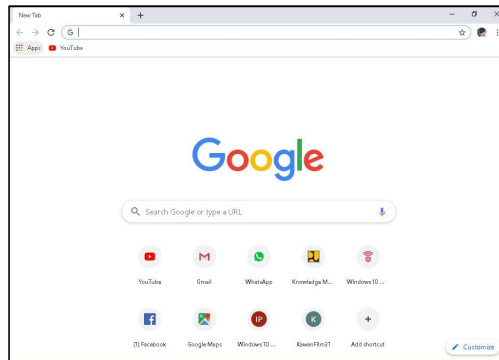 New Tab
G
Apps YouTube
Google
Search Google or type a URL
YouTube Gmail WhatsApp Knowledge M... Windows 10 ...
(1) Facebook Google Maps Windows 10 ... KawanFilm21 Add shortcut
IP K
Customize